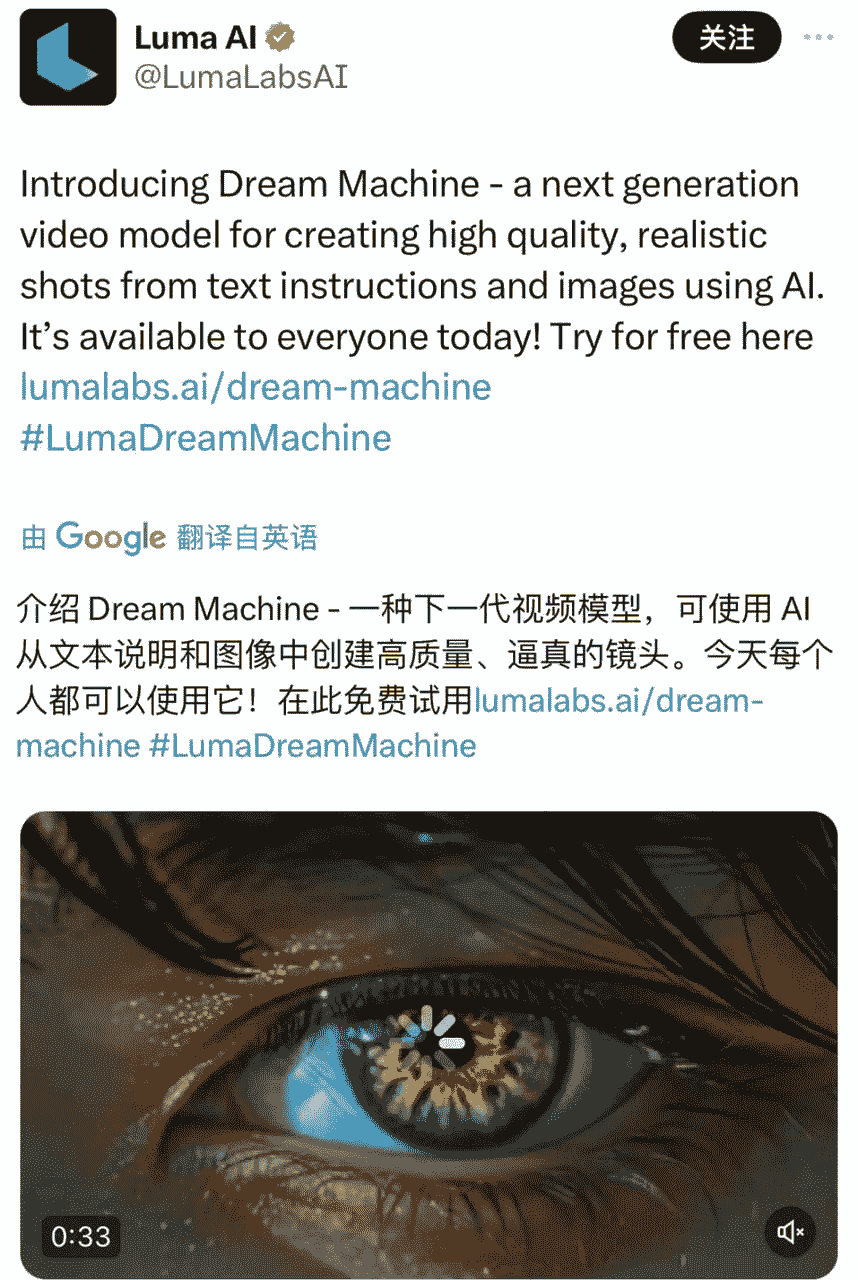 Luma AI
@LumaLabsAI
关注
Introducing Dream Machine - a next generation
video model for creating high quality, realistic
shots from text instructions and images using AI.
It’s available to everyone today! Try for free here
lumalabs.ai/dream-machine
#LumaDreamMachine
由 Google 翻译自英语
介绍 Dream Machine - 一种下一代视频模型，可使用 AI
从文本说明和图像中创建高质量、逼真的镜头。今天每个
人都可以使用它！在此免费试用lumalabs.ai/dream-
machine #LumaDreamMachine
0:33